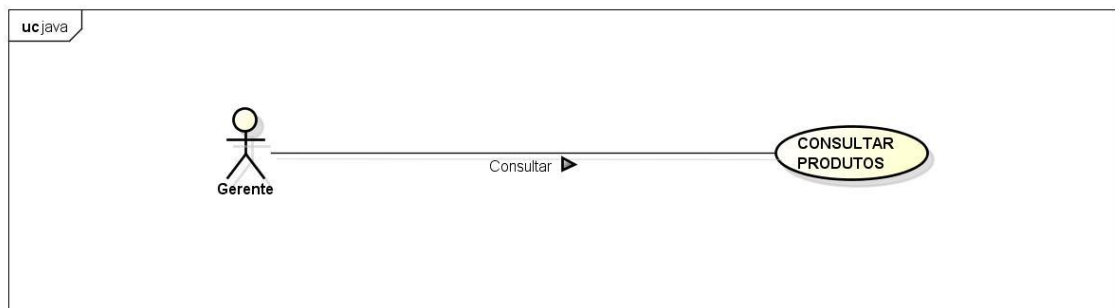 uc java
Consultar
Gerente
CONSULTAR
PRODUTOS